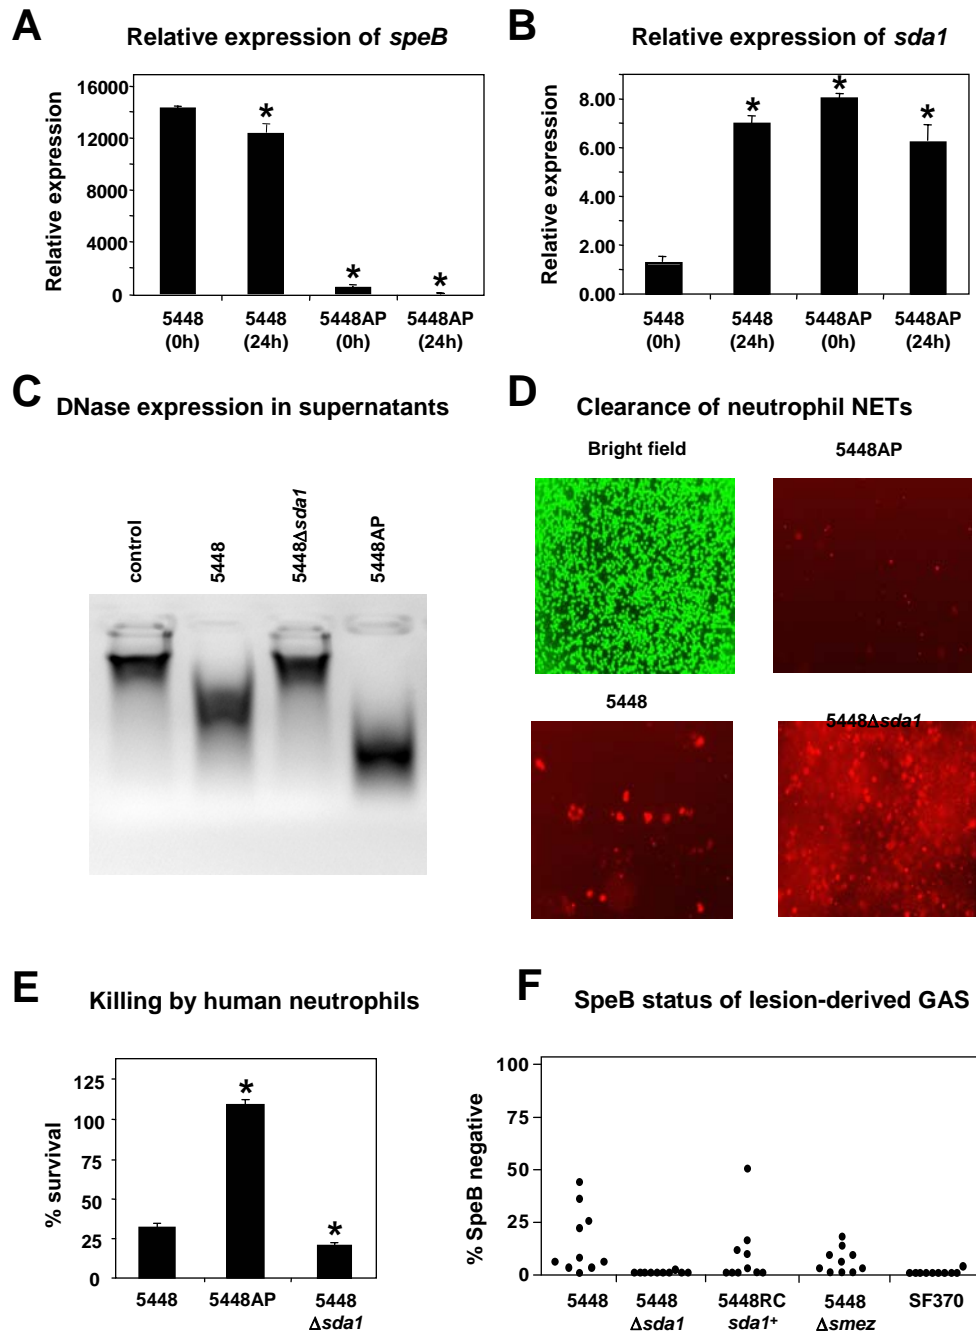 A
Relative expression of speB
Relative expression
16000
12000
8000
4000
0
5448
(0h)
5448
(24h)
5448AP
(0h)
5448AP
(24h)
*
*
*
B
Relative expression of sda1
Relative expression
8.00
6.00
4.00
2.00
0.00
5448
(0h)
5448
(24h)
5448AP
(0h)
5448AP
(24h)
*
*
*
C
DNase expression in supernatants
control
5448
5448Δsda1
5448AP
D
Clearance of neutrophil NETs
Bright field
5448AP
5448
5448Δsda1
E
Killing by human neutrophils
% survival
125
100
75
50
25
0
5448
5448AP
5448
Δsda1
*
*
F
SpeB status of lesion-derived GAS
% SpeB negative
100
50
25
0
5448
5448
Δsda1
5448RC
sda1+
5448
Δsmez
SF370